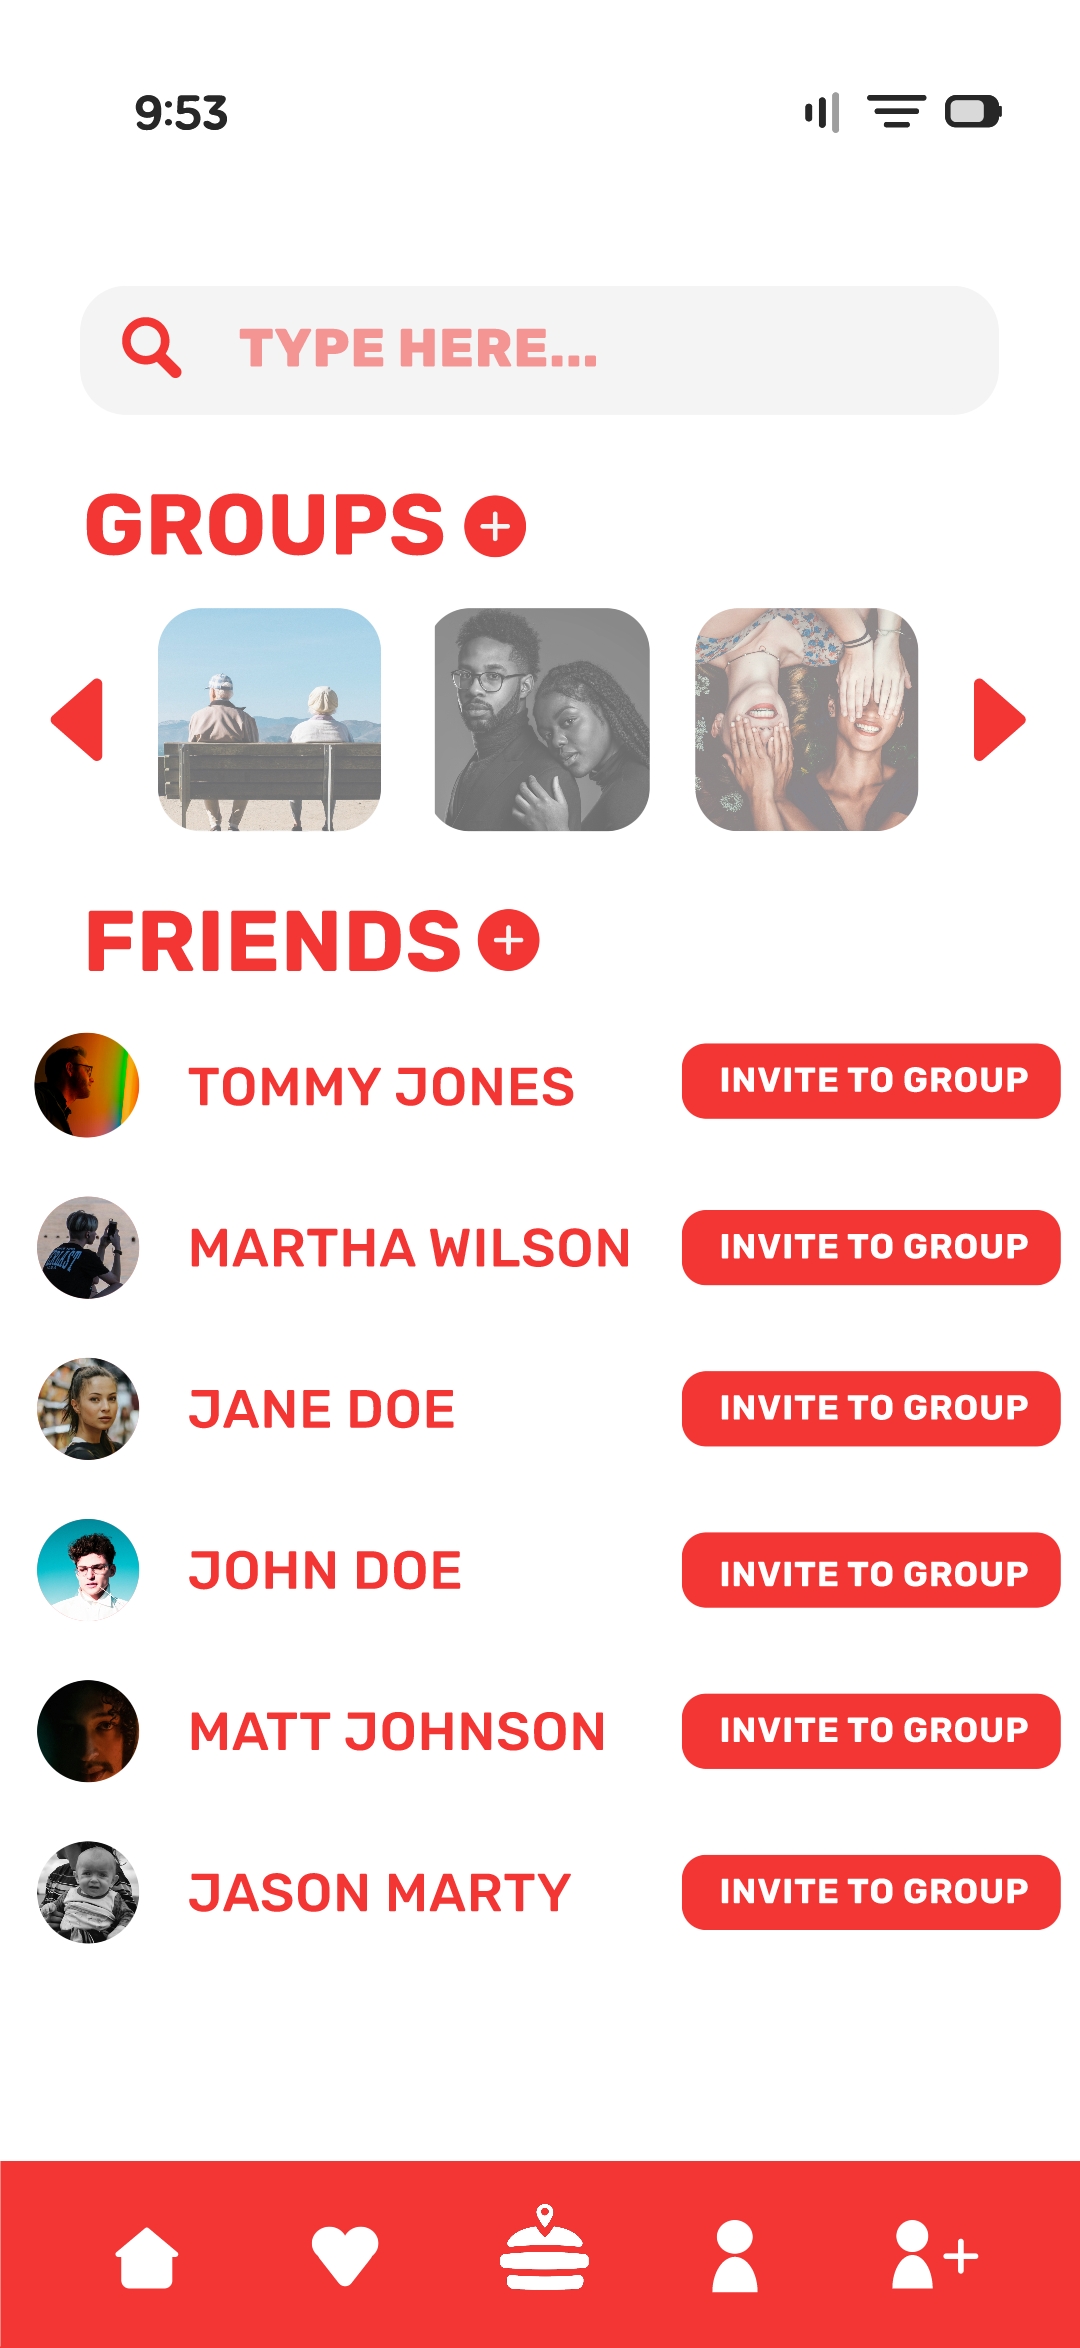 9:53
TYPE HERE...
GROUPS
FRIENDS
TOMMY JONES
INVITE TO GROUP
MARTHA WILSON
INVITE TO GROUP
JANE DOE
INVITE TO GROUP
JOHN DOE
INVITE TO GROUP
MATT JOHNSON
INVITE TO GROUP
JASON MARTY
INVITE TO GROUP